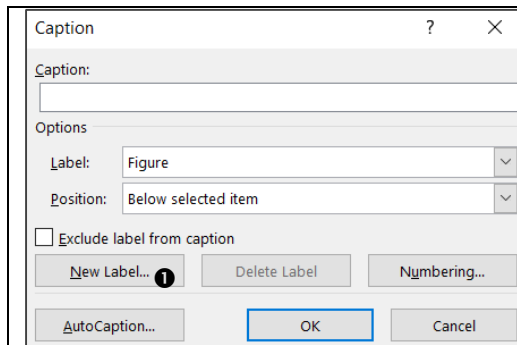 Caption ? ×
Caption:
Options
Label: Figure
Position: Below selected item
Exclude label from caption
New Label... ❶ Delete Label Numbering...
AutoCaption... OK Cancel